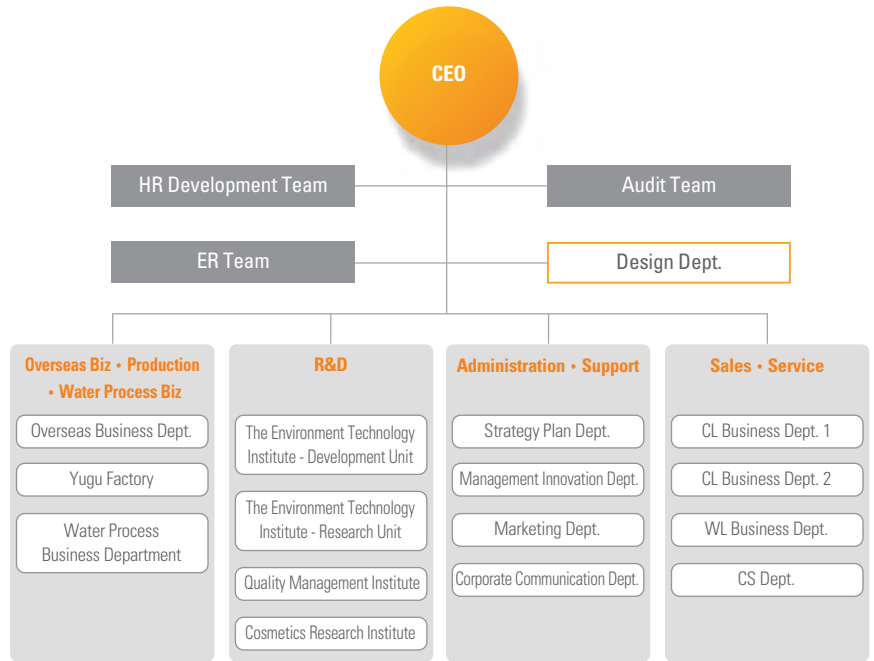 CEO
HR Development Team
Audit Team
ER Team
Design Dept.
Overseas Biz • Production
• Water Process Biz
Overseas Business Dept.
Yugu Factory
Water Process
Business Department
R&D
The Environment Technology
Institute - Development Unit
The Environment Technology
Institute - Research Unit
Quality Management Institute
Cosmetics Research Institute
Administration • Support
Strategy Plan Dept.
Management Innovation Dept.
Marketing Dept.
Corporate Communication Dept.
Sales • Service
CL Business Dept. 1
CL Business Dept. 2
WL Business Dept.
CS Dept.